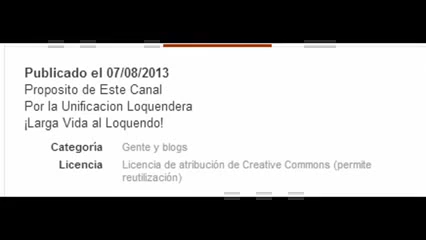 Publicado el 07/08/2013
Proposito de Este Canal
Por la Unificacion Loquendera
¡Larga Vida al Loquendo!
Categoría Gente y blogs
Licencia Licencia de atribución de Creative Commons (permite
reutilización)